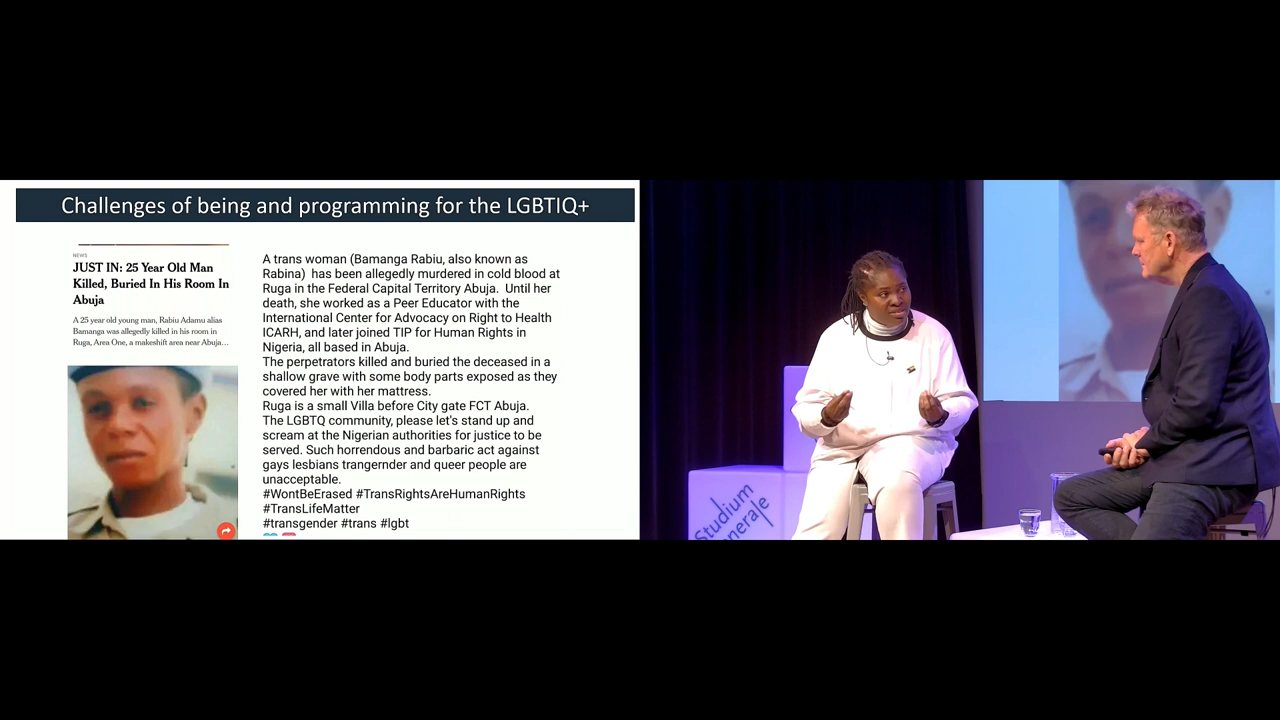 Challenges of being and programming for the LGBTIQ+
NEWS
JUST IN: 25 Year Old Man
Killed, Buried In His Room In
Abuja
A 25 year old young man, Rabiu Adamu alias
Bamanga was allegedly killed in his room in
Ruga, Area One, a makeshift area near Abuja...
A trans woman (Bamanga Rabiu, also known as
Rabina) has been allegedly murdered in cold blood at
Ruga in the Federal Capital Territory Abuja. Until her
death, she worked as a Peer Educator with the
International Center for Advocacy on Right to Health
ICARH, and later joined TIP for Human Rights in
Nigeria, all based in Abuja.
The perpetrators killed and buried the deceased in a
shallow grave with some body parts exposed as they
covered her with her mattress.
Ruga is a small Villa before City gate FCT Abuja.
The LGBTQ community, please let's stand up and
scream at the Nigerian authorities for justice to be
served. Such horrendous and barbaric act against
gays lesbians trangernder and queer people are
unacceptable.
#WontBeErased #TransRightsAreHumanRights
#TransLifeMatter
#transgender #trans #lgbt
Studium
nerale